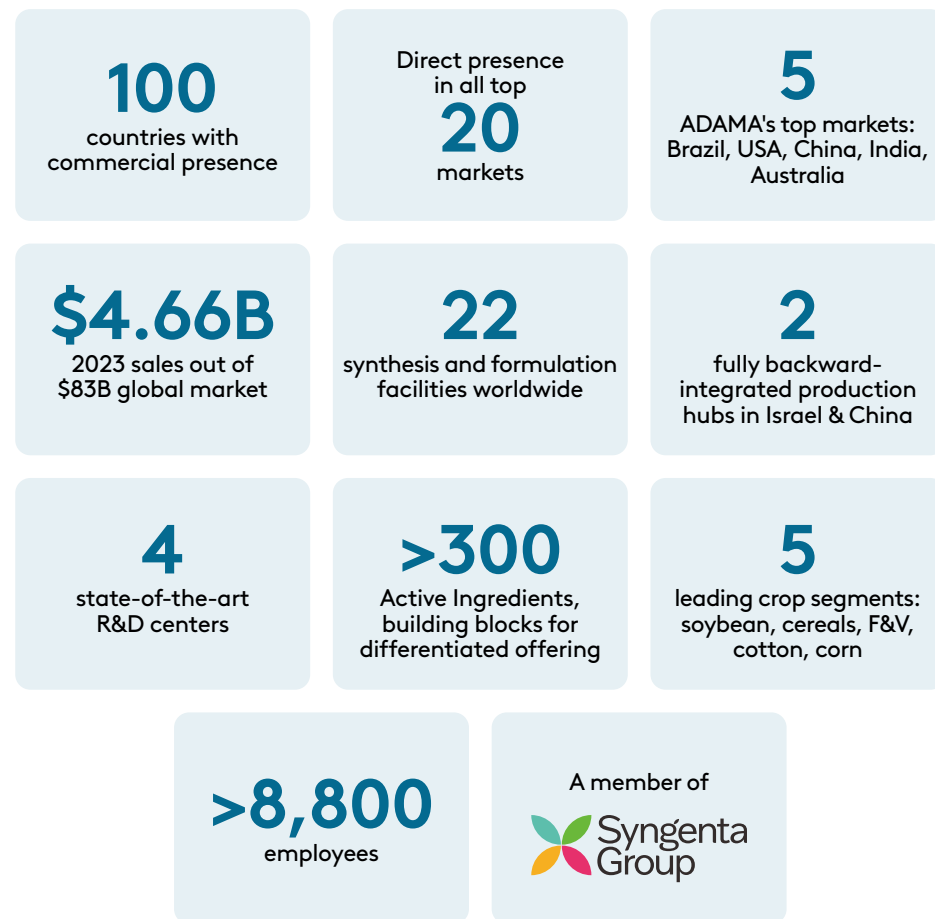 100
countries with
commercial presence
Direct presence
in all top
20
markets
5
ADAMA's top markets:
Brazil, USA, China, India,
Australia
$4.66B
2023 sales out of
$83B global market
22
synthesis and formulation
facilities worldwide
2
fully backward-
integrated production
hubs in Israel & China
4
state-of-the-art
R&D centers
>300
Active Ingredients,
building blocks for
differentiated offering
5
leading crop segments:
soybean, cereals, F&V,
cotton, corn
>8,800
employees
A member of
Syngenta
Group